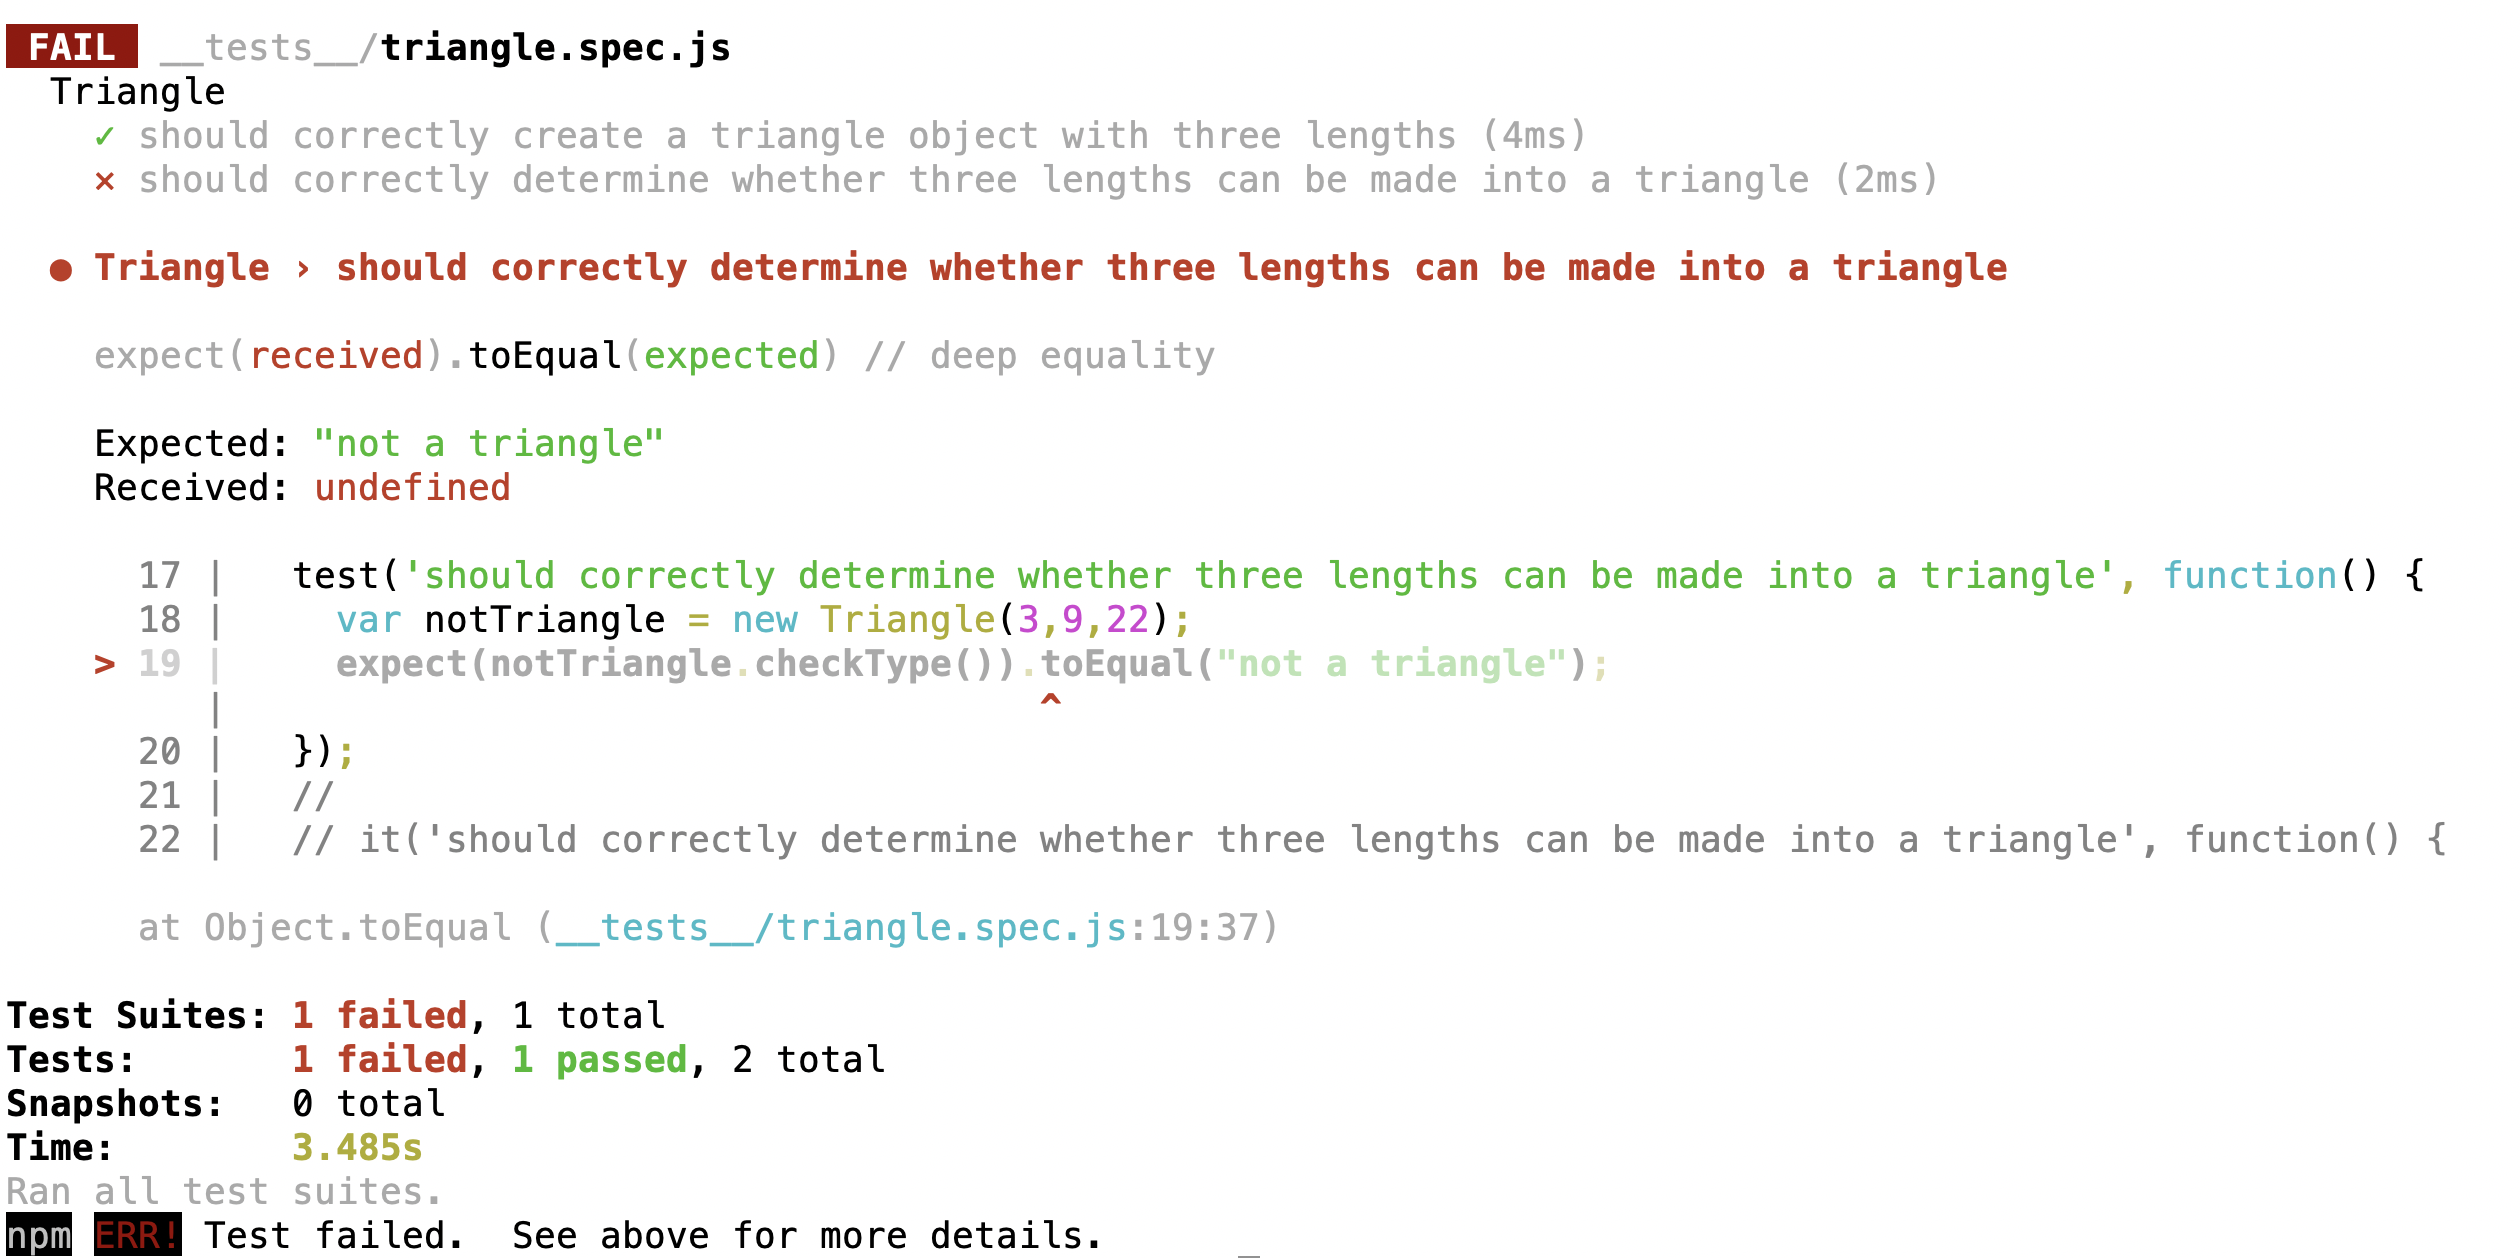 FAIL  __tests__/triangle.spec.js
  Triangle
    ✓ should correctly create a triangle object with three lengths (4ms)
    ✕ should correctly determine whether three lengths can be made into a triangle (2ms)

  ● Triangle › should correctly determine whether three lengths can be made into a triangle

    expect(received).toEqual(expected) // deep equality

    Expected: "not a triangle"
    Received: undefined

      17 |   test('should correctly determine whether three lengths can be made into a triangle', function() {
      18 |     var notTriangle = new Triangle(3,9,22);
    > 19 |     expect(notTriangle.checkType()).toEqual("not a triangle");
         |                                     ^
      20 |   });
      21 |   //
      22 |   // it('should correctly determine whether three lengths can be made into a triangle', function() {

      at Object.toEqual (__tests__/triangle.spec.js:19:37)

Test Suites: 1 failed, 1 total
Tests:       1 failed, 1 passed, 2 total
Snapshots:   0 total
Time:        3.485s
Ran all test suites.
npm ERR! Test failed.  See above for more details.